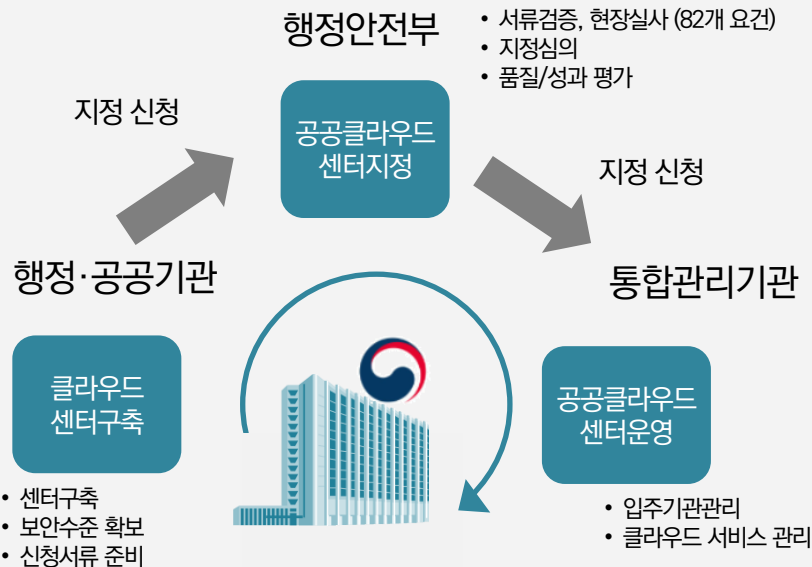 행정안전부
• 서류검증, 현장실사 (82개 요건)
• 지정심의
• 품질/성과 평가
지정 신청
공공클라우드
센터지정
지정 신청
행정·공공기관
통합관리기관
클라우드
센터구축
공공클라우드
센터운영
• 센터구축
• 보안수준 확보
• 신청서류 준비
• 입주기관관리
• 클라우드 서비스 관리